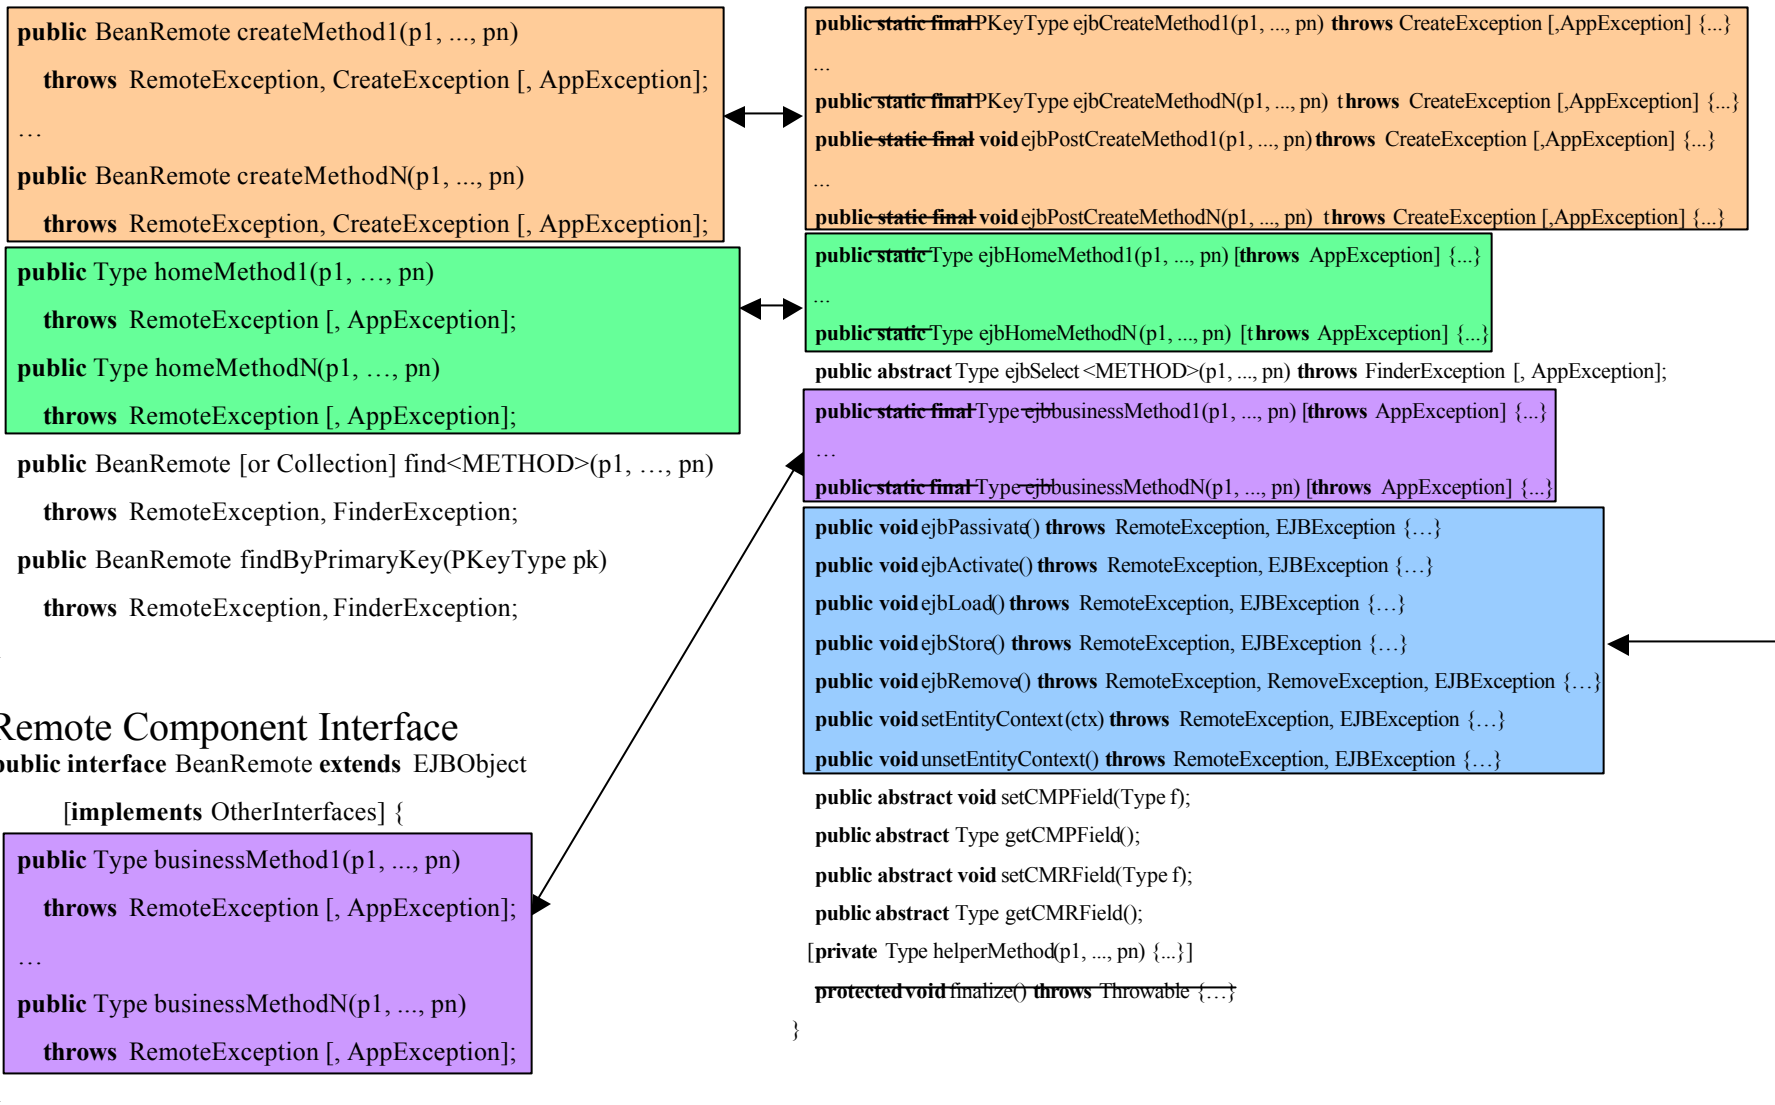 public BeanRemote createMethod1(p1, ..., pn)
throws RemoteException, CreateException [, AppException];
…
public BeanRemote createMethodN(p1, ..., pn)
throws RemoteException, CreateException [, AppException];
public Type homeMethod1(p1, …, pn)
throws RemoteException [, AppException];
public Type homeMethodN(p1, …, pn)
throws RemoteException [, AppException];
public BeanRemote [or Collection] find<METHOD>(p1, …, pn)
throws RemoteException, FinderException;
public BeanRemote findByPrimaryKey(PKeyType pk)
throws RemoteException, FinderException;
Remote Component Interface
public interface BeanRemote extends EJBObject
[implements OtherInterfaces] {
public Type businessMethod1(p1, ..., pn)
throws RemoteException [, AppException];
…
public Type businessMethodN(p1, ..., pn)
throws RemoteException [, AppException];
public static final PKeyType ejbCreateMethod1(p1, ..., pn) throws CreateException [,AppException] {...}
...
public static final PKeyType ejbCreateMethodN(p1, ..., pn) throws CreateException [,AppException] {...}
public static final void ejbPostCreateMethod1(p1, ..., pn) throws CreateException [,AppException] {...}
...
public static final void ejbPostCreateMethodN(p1, ..., pn) throws CreateException [,AppException] {...}
public static Type ejbHomeMethod1(p1, ..., pn) [throws AppException] {...}
...
public static Type ejbHomeMethodN(p1, ..., pn) [throws AppException] {...}
public abstract Type ejbSelect<METHOD>(p1, ..., pn) throws FinderException [, AppException];
public static final Type ejbbusinessMethod1(p1, ..., pn) [throws AppException] {...}
…
public static final Type ejbbusinessMethodN(p1, ..., pn) [throws AppException] {...}
public void ejbPassivate() throws RemoteException, EJBException {…}
public void ejbActivate() throws RemoteException, EJBException {…}
public void ejbLoad() throws RemoteException, EJBException {…}
public void ejbStore() throws RemoteException, EJBException {…}
public void ejbRemove() throws RemoteException, RemoveException, EJBException {…}
public void setEntityContext(ctx) throws RemoteException, EJBException {…}
public void unsetEntityContext() throws RemoteException, EJBException {…}
public abstract void setCMPField(Type f);
public abstract Type getCMPField();
public abstract void setCMRField(Type f);
public abstract Type getCMRField();
[private Type helperMethod(p1, ..., pn) {...}]
protected void finalize() throws Throwable {…}
}